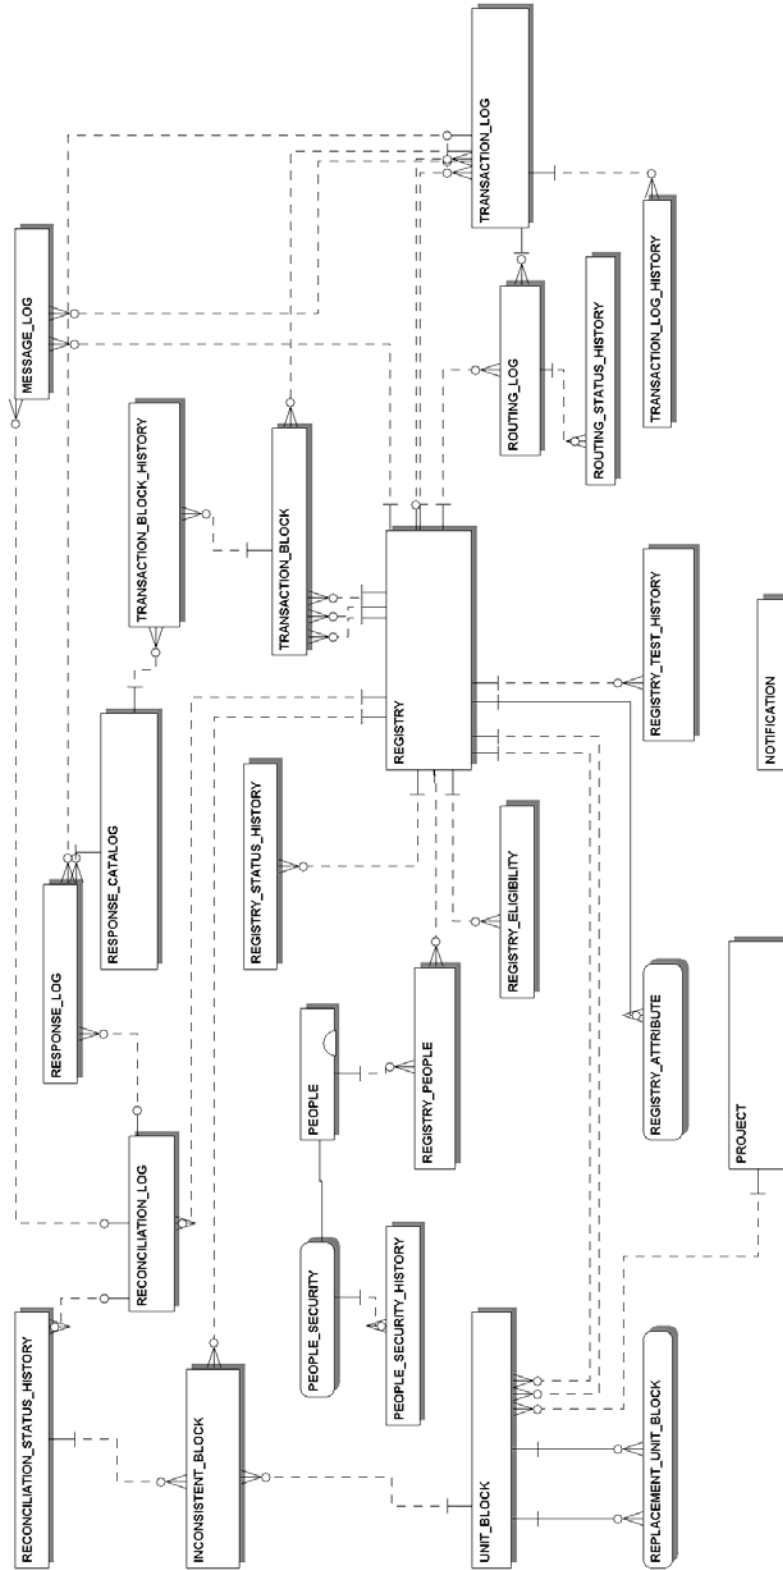 RECONCILIATION_STATUS_HISTORY
RESPONSE_LOG
MESSAGE_LOG
RECONCILIATION_LOG
RESPONSE_CATALOG
TRANSACTION_BLOCK_HISTORY
INCONSISTENT_BLOCK
REGISTRY_STATUS_HISTORY
TRANSACTION_BLOCK
PEOPLE_SECURITY
PEOPLE
PEOPLE_SECURITY_HISTORY
REGISTRY_PEOPLE
REGISTRY
UNIT_BLOCK
REGISTRY_ELIGIBILITY
ROUTING_LOG
TRANSACTION_LOG
ROUTING_STATUS_HISTORY
REPLACEMENT_UNIT_BLOCK
REGISTRY_ATTRIBUTE
REGISTRY_TEST_HISTORY
TRANSACTION_LOG_HISTORY
PROJECT
NOTIFICATION